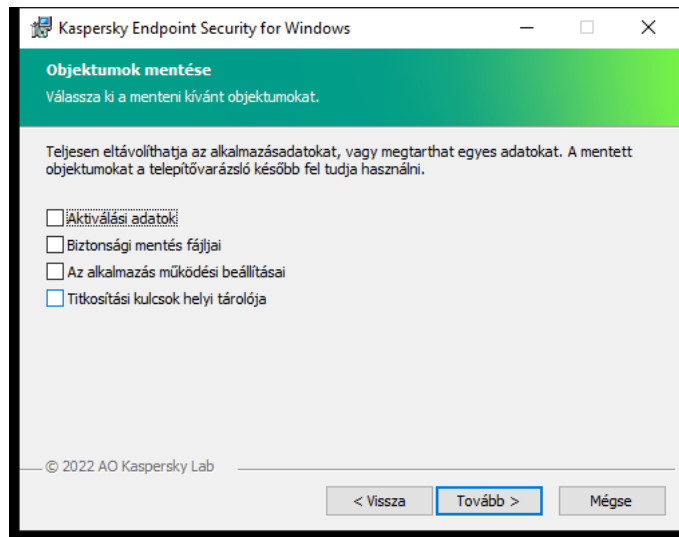 Kaspersky Endpoint Security for Windows
Objektumok mentése
Válassza ki a menteni kívánt objektumokat.
Teljesen eltávolíthatja az alkalmazásadatokat, vagy megtarthat egyes adatokat. A mentett
objektumokat a telepítővarázsló később fel tudja használni.
Aktiválási adatok
Biztonsági mentés fájljai
Az alkalmazás működési beállításai
Titkosítási kulcsok helyi tárolója
© 2022 AO Kaspersky Lab
< Vissza
Tovább >
Mégse